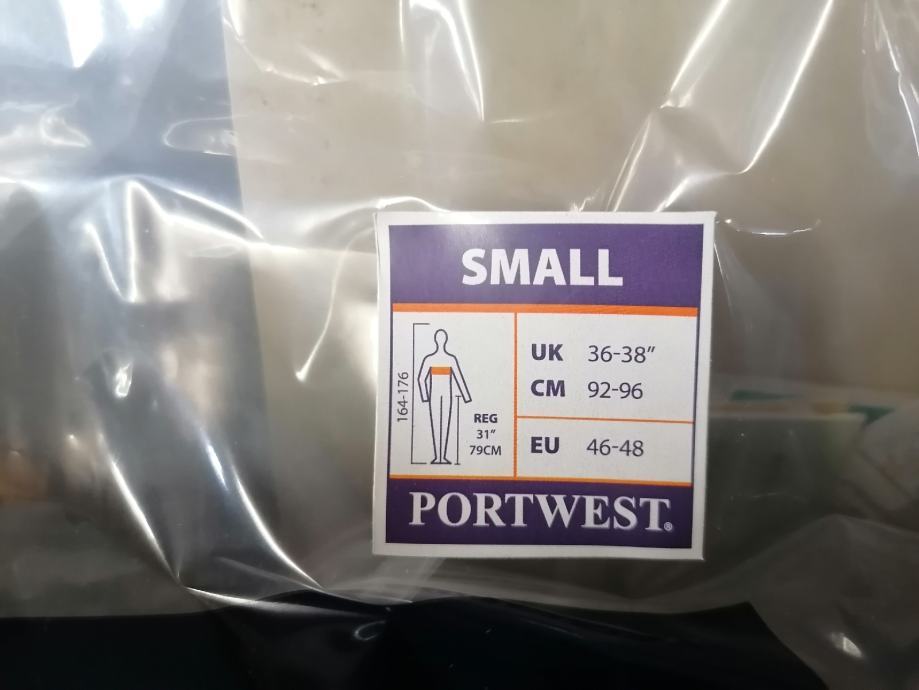 SMALL
164-176
REG
31”
79CM
UK 36-38”
CM 92-96
EU 46-48
PORTWEST®